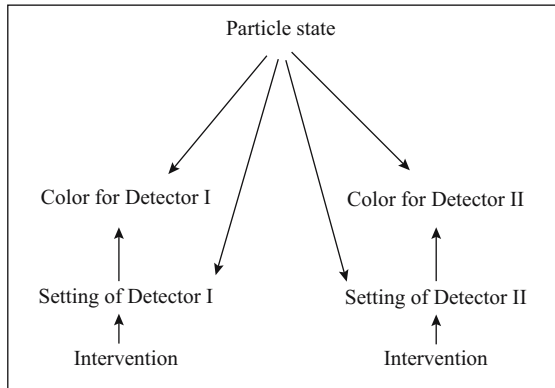 Particle state
Color for Detector I
Color for Detector II
Setting of Detector I
Setting of Detector II
Intervention
Intervention